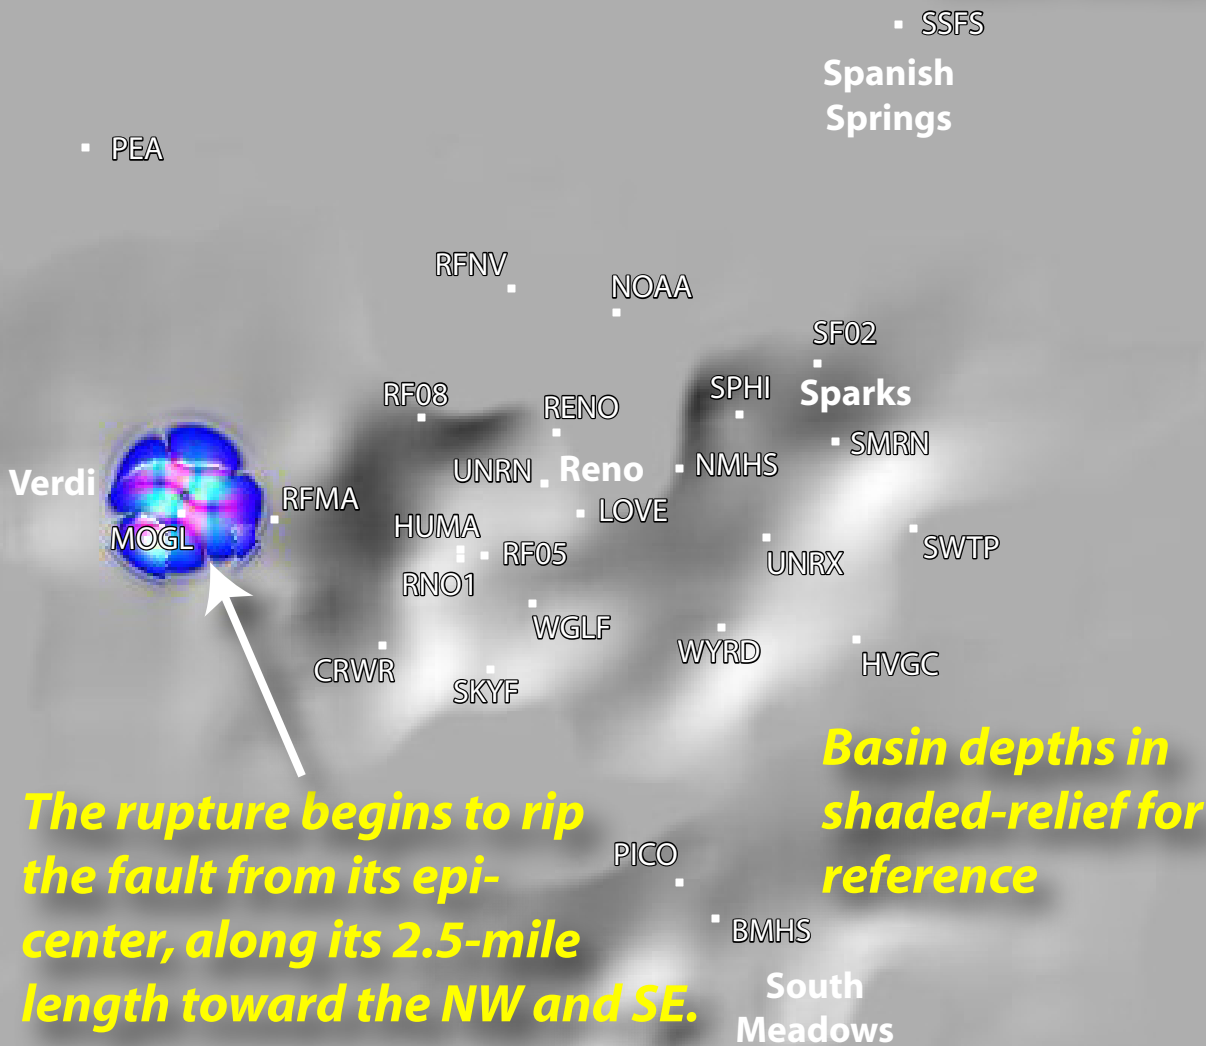 SSFS
Spanish
Springs
PEA
RFNV
NOAA
SF02
RF08
SPHI
Sparks
RENO
SMRN
UNRN
Reno
NMHS
Verdi
RFMA
LOVE
HUMA
MOGL
RF05
SWTP
UNRX
RNO1
WGLF
WYRD
HVGC
CRWR
SKYF
Basin depths in
shaded-relief for
reference
The rupture begins to rip
the fault from its epi-
center, along its 2.5-mile
length toward the NW and SE.
PICO
BMHS
South
Meadows